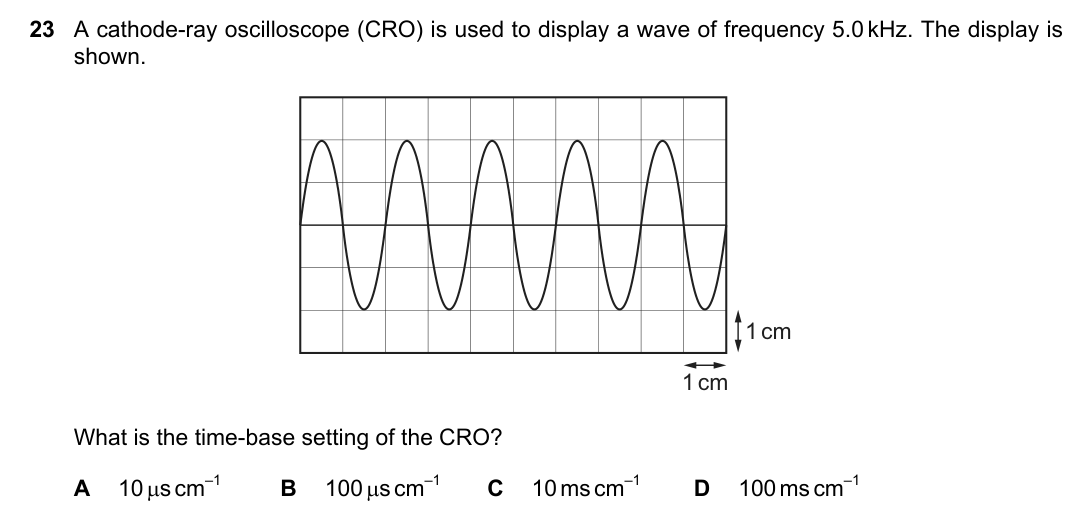 23 A cathode-ray oscilloscope (CRO) is used to display a wave of frequency 5.0 kHz. The display is
shown.
1 cm
1 cm
What is the time-base setting of the CRO?
A 10 μs cm⁻¹ B 100 μs cm⁻¹ C 10 ms cm⁻¹ D 100 ms cm⁻¹